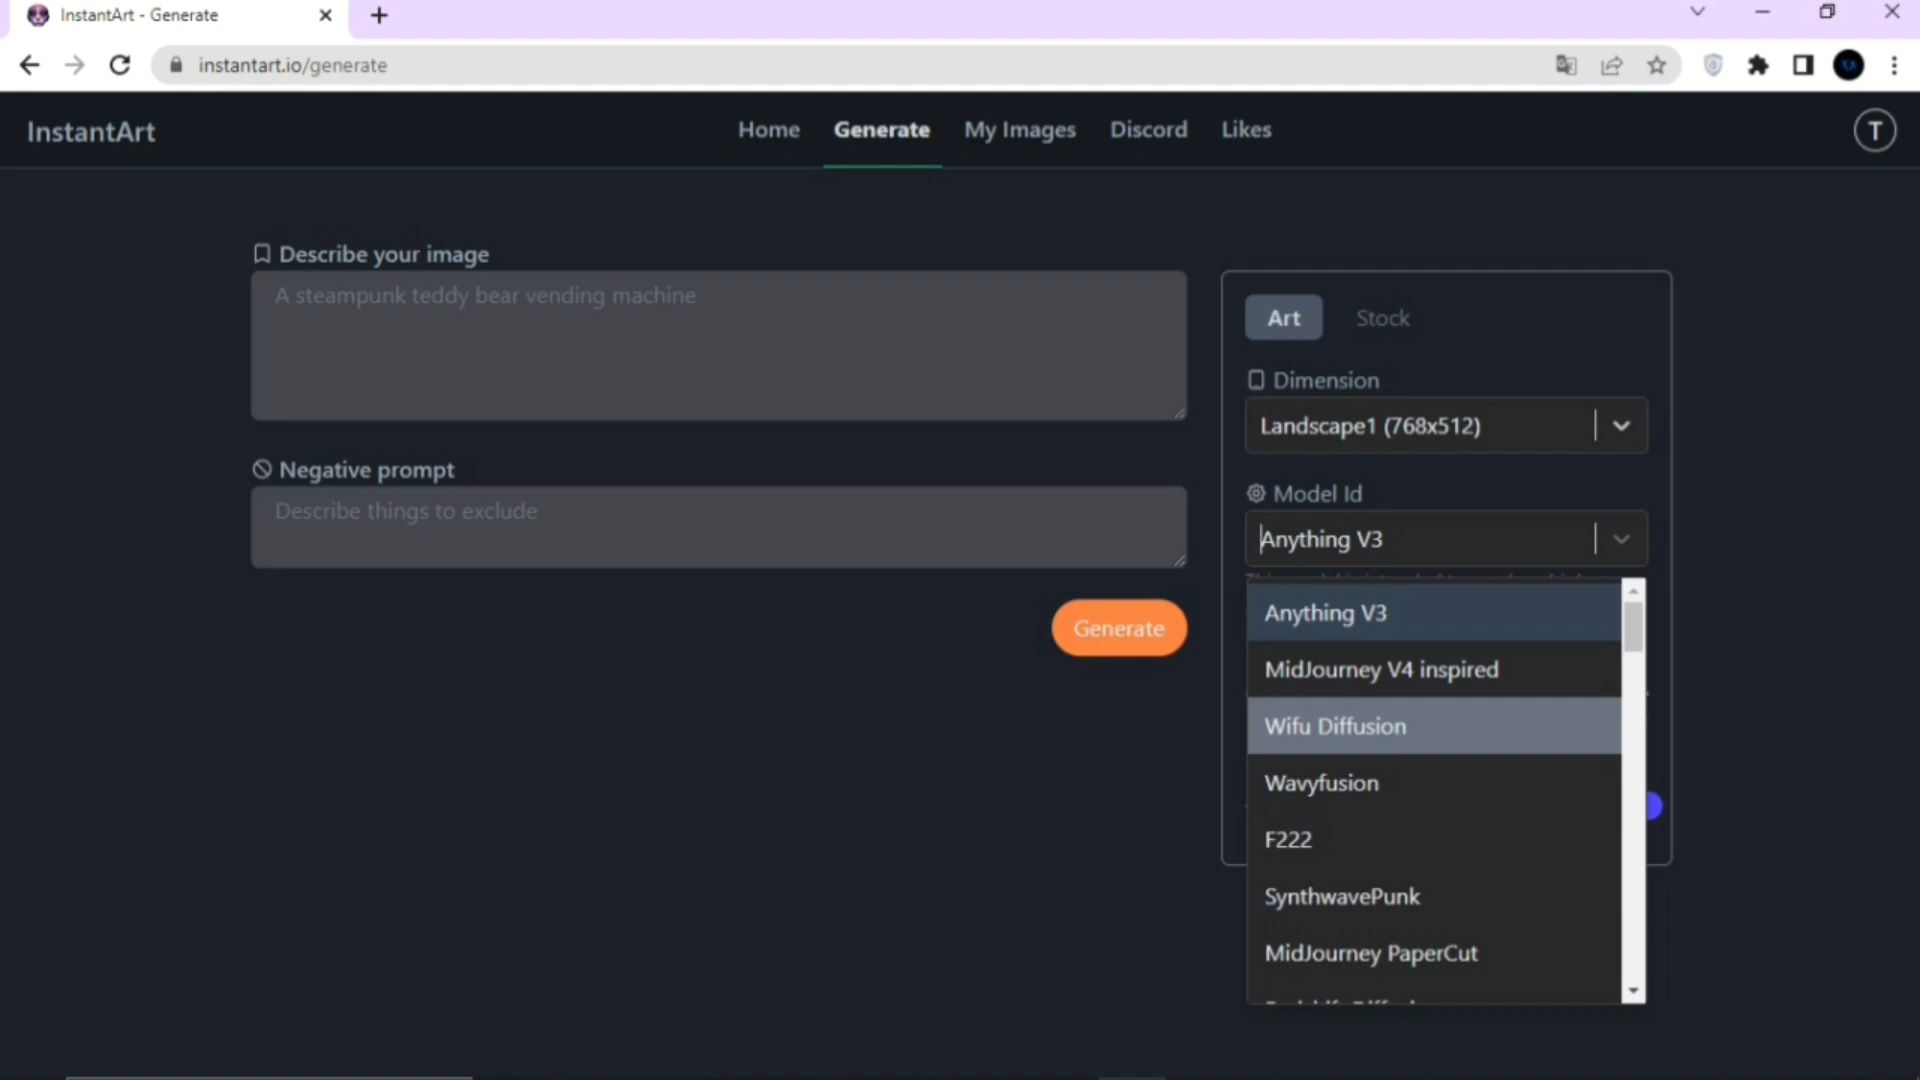 InstantArt - Generate
instantart.io/generate
InstantArt
Home
Generate
My Images
Discord
Likes
T
Describe your image
A steampunk teddy bear vending machine
Negative prompt
Describe things to exclude
Generate
Art
Stock
Dimension
Landscape1 (768x512)
Model Id
Anything V3
Anything V3
MidJourney V4 inspired
Wifu Diffusion
Wavyfusion
F222
SynthwavePunk
MidJourney PaperCut